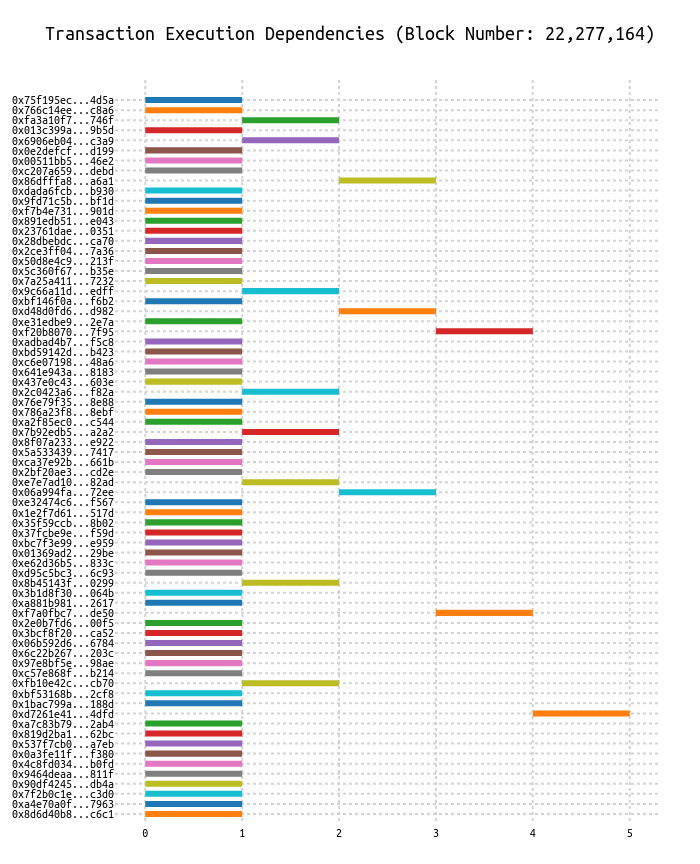 Transaction Execution Dependencies (Block Number: 22,277,164)
0x75f195ec...4d5a
0x766c14ee...c8a6
0xfa3a10f7...746f
0x013c399a...9b5d
0x6906eb04...c3a9
0x0e2defcf...d199
0x00511bb5...46e2
0xc207a659...debd
0x86dfffa8...a6a1
0xdada6fcb...b930
0x9fd71c5b...bf1d
0xf7b4e731...901d
0x891edb51...e043
0x23761dae...0351
0x28dbebdc...ca70
0x2ce3ff04...7a36
0x50d8e4c9...213f
0x5c360f67...b35e
0x7a25a411...7232
0x9c66a11d...edff
0xbf146f0a...f6b2
0xd48d0fd6...d982
0xe31edbe9...2e7a
0xf20b8070...7f95
0xadbad4b7...f5c8
0xbd59142d...b423
0xc6e07198...48a6
0x641e943a...8183
0x437e0c43...603e
0x2c0423a6...f82a
0x76e79f35...8e88
0x786a23f8...8ebf
0xa2f85ec0...c544
0x7b92edb5...a2a2
0x8f07a233...e922
0x5a533439...7417
0xca37e92b...661b
0x2bf20ae3...cd2e
0xe7e7ad10...82ad
0x06a994fa...72ee
0xe32474c6...f567
0x1e2f7d61...517d
0x35f59ccb...8b02
0x37fcbe9e...f59d
0xbc7f3e99...e959
0x01369ad2...29be
0xe62d36b5...833c
0xd95c5bc3...6c93
0x8b45143f...0299
0x3b1d8f30...064b
0xa881b981...2617
0xf7a0fbc7...de50
0x2e0b7fd6...00f5
0x3bcf8f20...ca52
0x06b592d6...6784
0x6c22b267...203c
0x97e8bf5e...98ae
0xc57e868f...b214
0xfb10e42c...cb70
0xbf53168b...2cf8
0x1bac799a...188d
0xd7261e41...4dfd
0xa7c83b79...2ab4
0x819d2ba1...62bc
0x537f7cb0...a7eb
0x0a3fe11f...f380
0x4c8fd034...b0fd
0x9464deaa...811f
0x90df4245...db4a
0x7f2b0c1e...c3d0
0xa4e70a0f...7963
0x8d6d40b8...c6c1
0 1 2 3 4 5